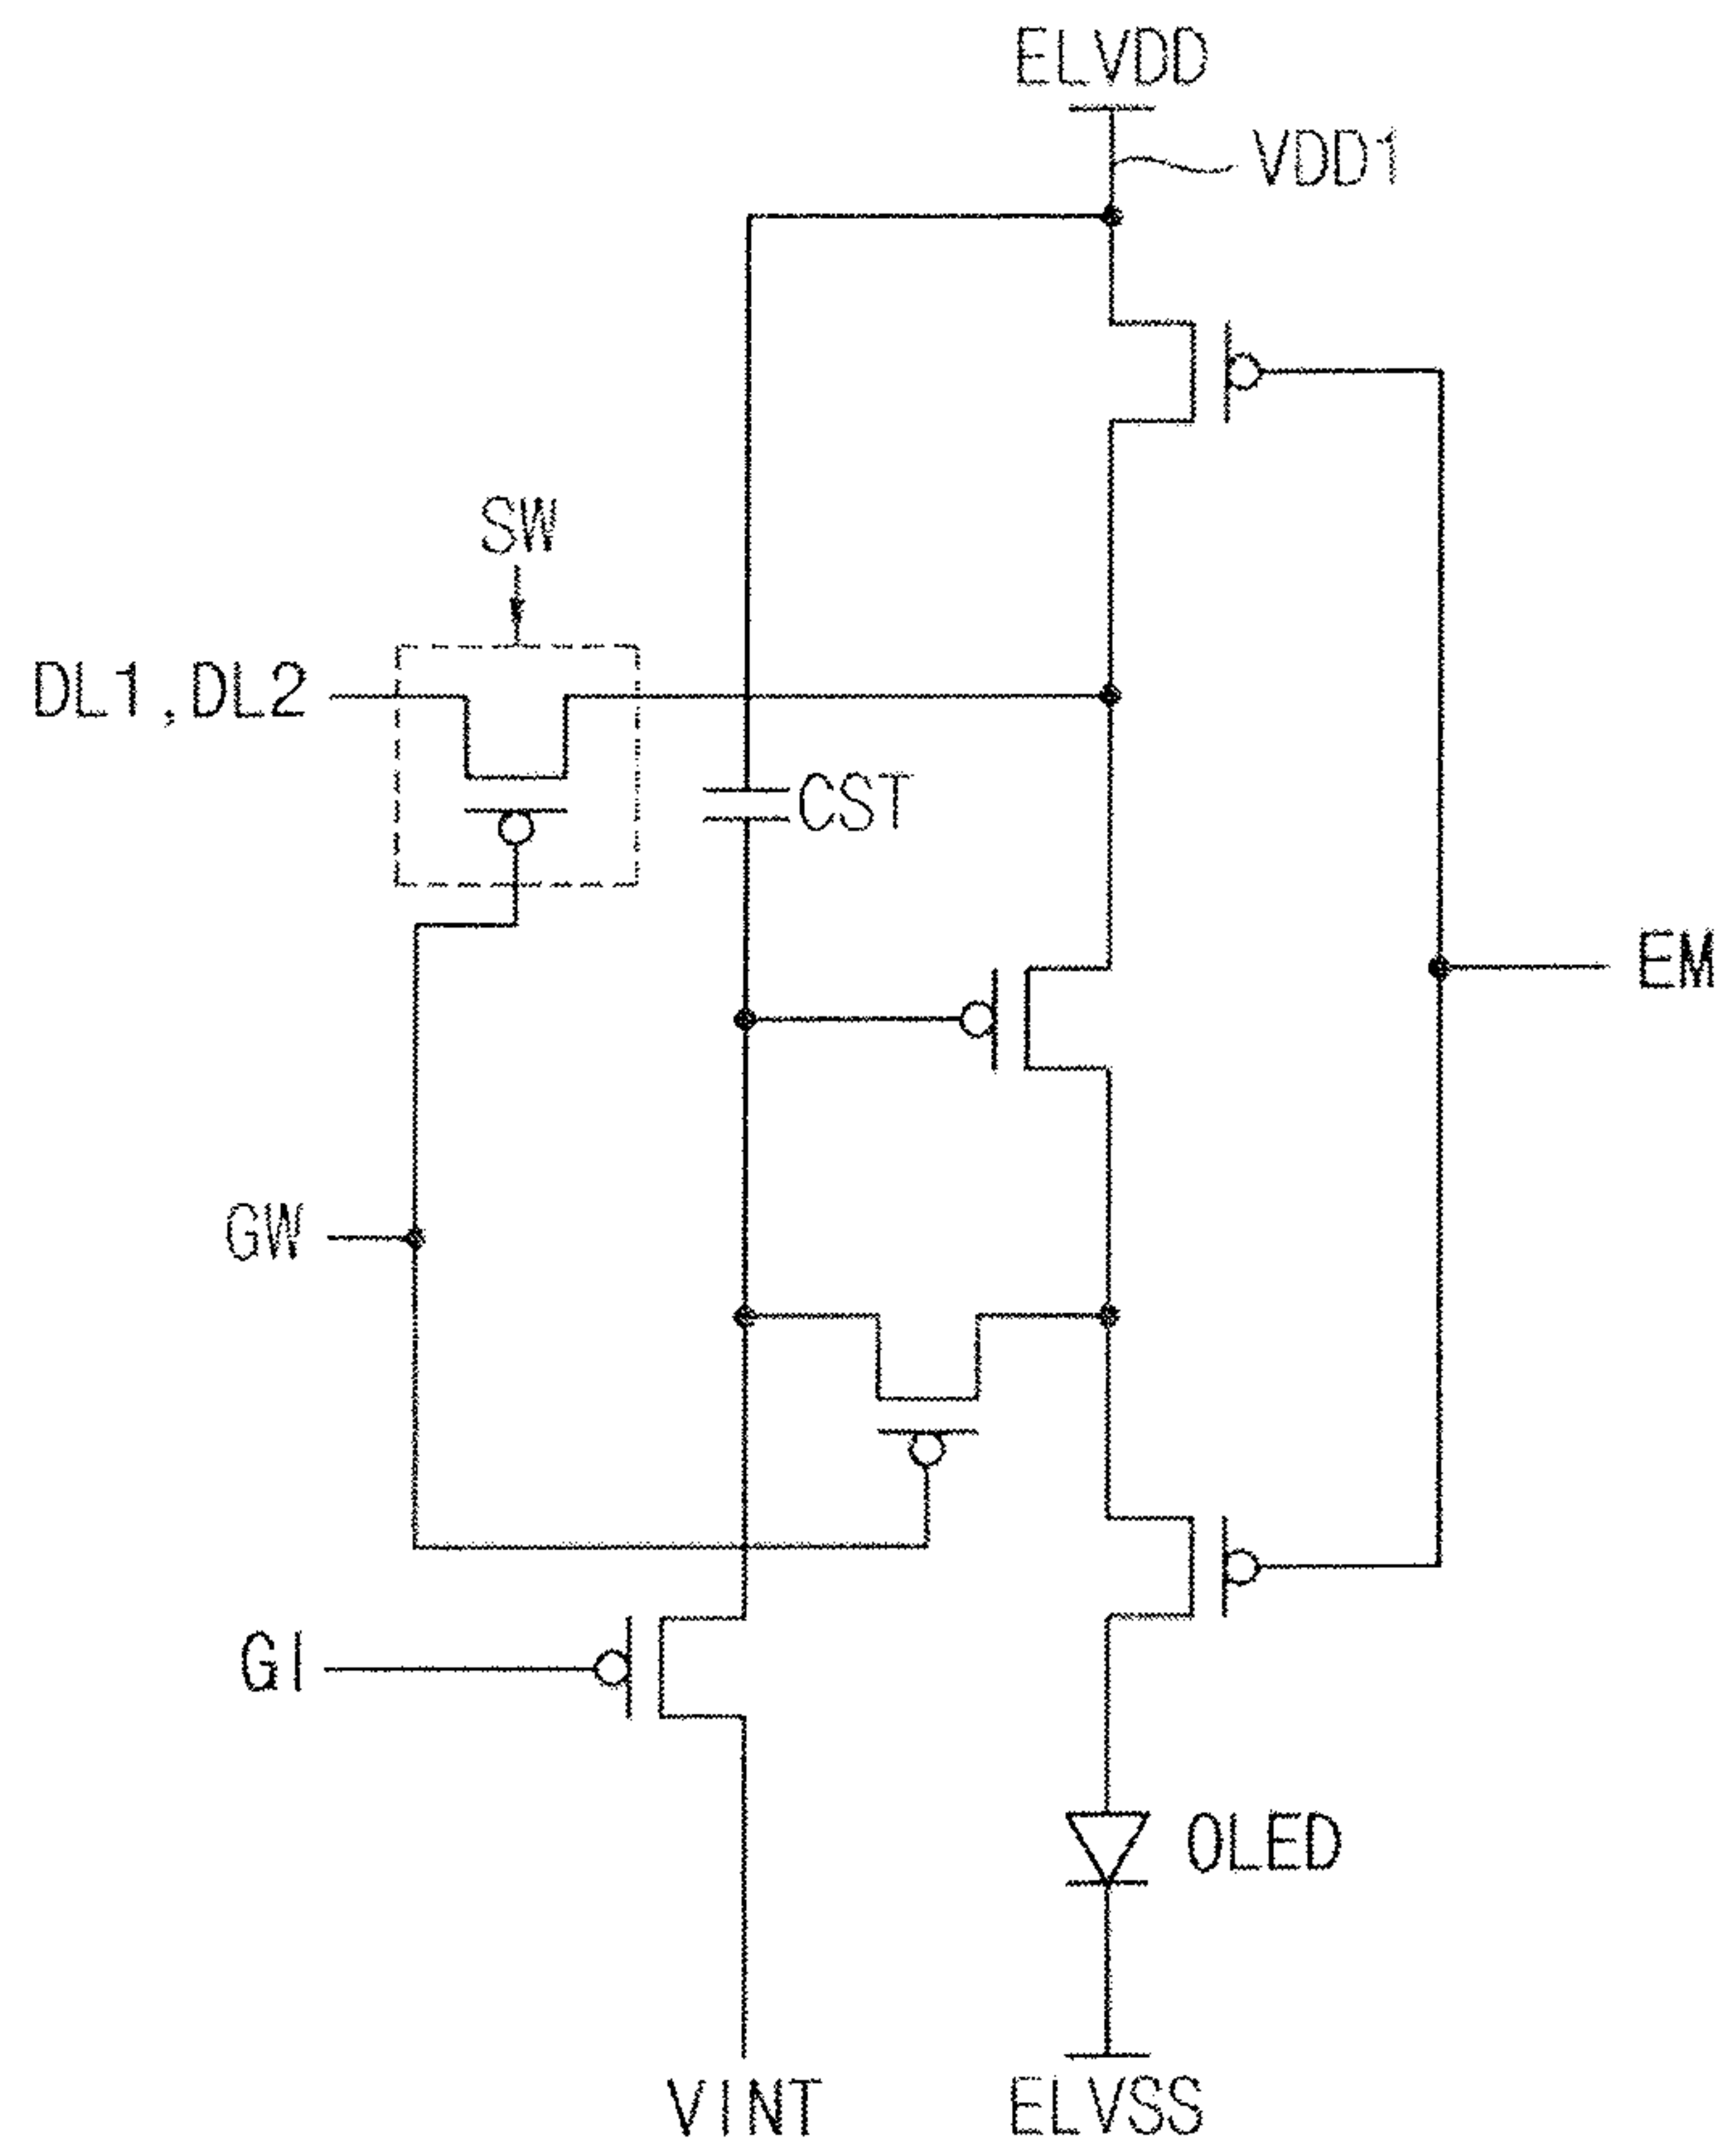 ELVDD
VDD1
SW
DL1,DL2
CST
EM
GW
GI
OLED
VINT
ELVSS